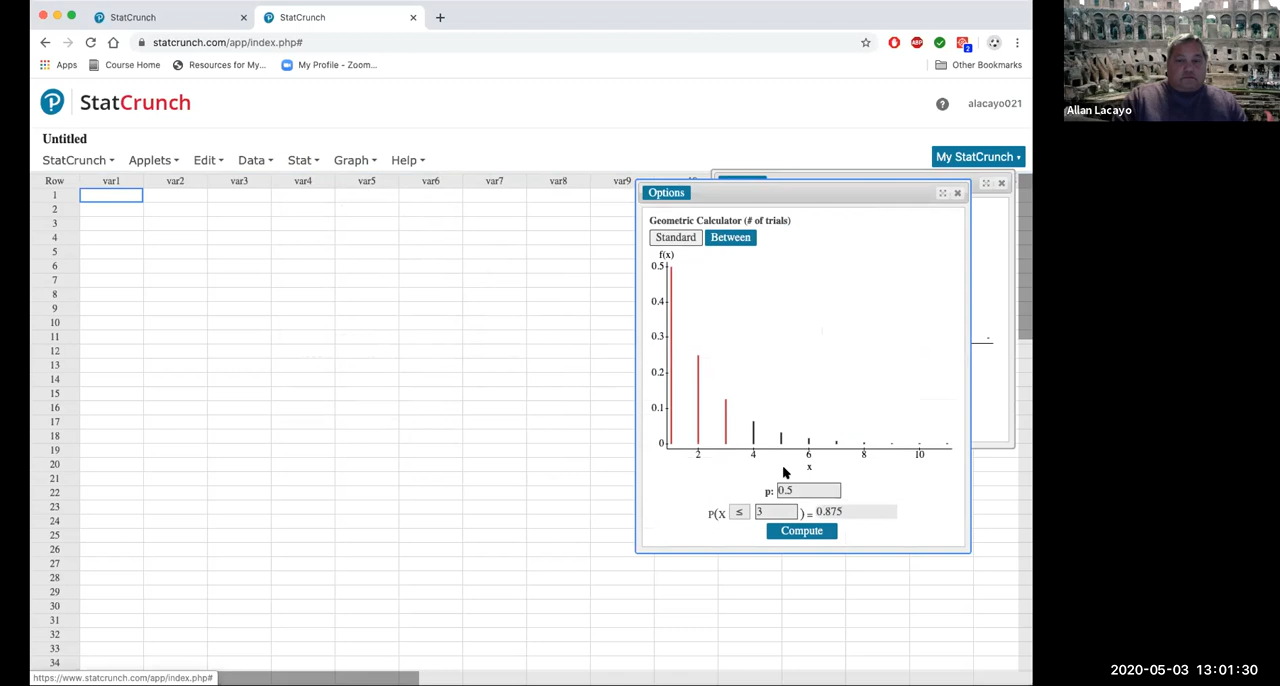 StatCrunch
StatCrunch
statcrunch.com/app/index.php#
ABP
2
Apps
Course Home
Resources for My...
My Profile - Zoom...
Other Bookmarks
Allan Lacayo
StatCrunch
alacayo021
Untitled
StatCrunch
Applets
Edit
Data
Stat
Graph
Help
My StatCrunch
Row var1 var2 var3 var4 var5 var6 var7 var8 var9
1
2
3
4
5
6
7
8
9
10
11
12
13
14
15
16
17
18
19
20
21
22
23
24
25
26
27
28
29
30
31
32
33
34
Options
Geometric Calculator (# of trials)
Standard Between
f(x)
0.5
0.4
0.3
0.2
0.1
0
2 4 6 8 10
x
p: 0.5
P(X ≤ 3 ) = 0.875
Compute
https://www.statcrunch.com/app/index.php#
2020-05-03 13:01:30